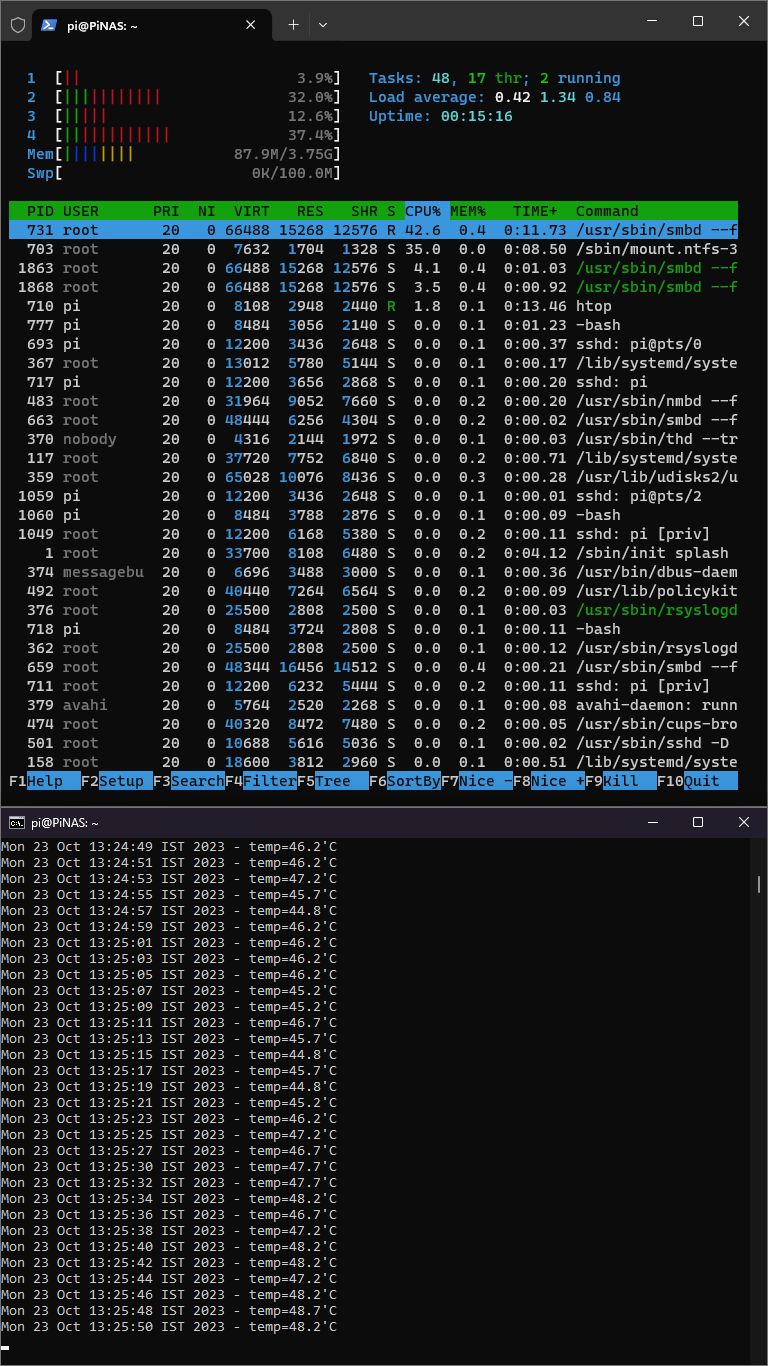 pi@PiNAS: ~
1 [|| 3.9%] Tasks: 48, 17 thr; 2 running
2 [||||||||||| 32.0%] Load average: 0.42 1.34 0.84
3 [||||| 12.6%] Uptime: 00:15:16
4 [|||||||||||| 37.4%]
Mem[|||||||| 87.9M/3.75G]
Swp[ 0K/100.0M]
PID USER PRI NI VIRT RES SHR S CPU% MEM% TIME+ Command
731 root 20 0 66488 15268 12576 R 42.6 0.4 0:11.73 /usr/sbin/smbd --f
703 root 20 0 7632 1704 1328 S 35.0 0.0 0:08.50 /sbin/mount.ntfs-3
1863 root 20 0 66488 15268 12576 S 4.1 0.4 0:01.03 /usr/sbin/smbd --f
1868 root 20 0 66488 15268 12576 S 3.5 0.4 0:00.92 /usr/sbin/smbd --f
710 pi 20 0 8108 2948 2440 R 1.8 0.1 0:13.46 htop
777 pi 20 0 8484 3056 2140 S 0.0 0.1 0:01.23 -bash
693 pi 20 0 12200 3436 2648 S 0.0 0.1 0:00.37 sshd: pi@pts/0
367 root 20 0 13012 5780 5144 S 0.0 0.1 0:00.17 /lib/systemd/syste
717 pi 20 0 12200 3656 2868 S 0.0 0.1 0:00.20 sshd: pi
483 root 20 0 31964 9052 7660 S 0.0 0.2 0:00.20 /usr/sbin/nmbd --f
663 root 20 0 48444 6256 4304 S 0.0 0.2 0:00.02 /usr/sbin/smbd --f
370 nobody 20 0 4316 2144 1972 S 0.0 0.1 0:00.03 /usr/sbin/thd --tr
117 root 20 0 37720 7752 6840 S 0.0 0.2 0:00.71 /lib/systemd/syste
359 root 20 0 65028 10076 8436 S 0.0 0.3 0:00.28 /usr/lib/udisks2/u
1059 pi 20 0 12200 3436 2648 S 0.0 0.1 0:00.01 sshd: pi@pts/2
1060 pi 20 0 8484 3788 2876 S 0.0 0.1 0:00.09 -bash
1049 root 20 0 12200 6168 5380 S 0.0 0.2 0:00.11 sshd: pi [priv]
1 root 20 0 33700 8108 6480 S 0.0 0.2 0:04.12 /sbin/init splash
374 messagebu 20 0 6696 3488 3000 S 0.0 0.1 0:00.36 /usr/bin/dbus-daem
492 root 20 0 40440 7264 6564 S 0.0 0.2 0:00.09 /usr/lib/policykit
376 root 20 0 25500 2808 2500 S 0.0 0.1 0:00.03 /usr/sbin/rsyslogd
718 pi 20 0 8484 3724 2808 S 0.0 0.1 0:00.11 -bash
362 root 20 0 25500 2808 2500 S 0.0 0.1 0:00.12 /usr/sbin/rsyslogd
659 root 20 0 48344 16456 14512 S 0.0 0.4 0:00.21 /usr/sbin/smbd --f
711 root 20 0 12200 6232 5444 S 0.0 0.2 0:00.11 sshd: pi [priv]
379 avahi 20 0 5764 2520 2268 S 0.0 0.1 0:00.08 avahi-daemon: runn
474 root 20 0 40320 8472 7480 S 0.0 0.2 0:00.05 /usr/sbin/cups-bro
501 root 20 0 10688 5616 5036 S 0.0 0.1 0:00.02 /usr/sbin/sshd -D
158 root 20 0 18600 3812 2960 S 0.0 0.1 0:00.51 /lib/systemd/syste
F1Help F2Setup F3SearchF4FilterF5Tree F6SortByF7Nice -F8Nice +F9Kill F10Quit
pi@PiNAS: ~
Mon 23 Oct 13:24:49 IST 2023 - temp=46.2'C
Mon 23 Oct 13:24:51 IST 2023 - temp=46.2'C
Mon 23 Oct 13:24:53 IST 2023 - temp=47.2'C
Mon 23 Oct 13:24:55 IST 2023 - temp=45.7'C
Mon 23 Oct 13:24:57 IST 2023 - temp=44.8'C
Mon 23 Oct 13:24:59 IST 2023 - temp=46.2'C
Mon 23 Oct 13:25:01 IST 2023 - temp=46.2'C
Mon 23 Oct 13:25:03 IST 2023 - temp=46.2'C
Mon 23 Oct 13:25:05 IST 2023 - temp=46.2'C
Mon 23 Oct 13:25:07 IST 2023 - temp=45.2'C
Mon 23 Oct 13:25:09 IST 2023 - temp=45.2'C
Mon 23 Oct 13:25:11 IST 2023 - temp=46.7'C
Mon 23 Oct 13:25:13 IST 2023 - temp=45.7'C
Mon 23 Oct 13:25:15 IST 2023 - temp=44.8'C
Mon 23 Oct 13:25:17 IST 2023 - temp=45.7'C
Mon 23 Oct 13:25:19 IST 2023 - temp=44.8'C
Mon 23 Oct 13:25:21 IST 2023 - temp=45.2'C
Mon 23 Oct 13:25:23 IST 2023 - temp=46.2'C
Mon 23 Oct 13:25:25 IST 2023 - temp=47.2'C
Mon 23 Oct 13:25:27 IST 2023 - temp=46.7'C
Mon 23 Oct 13:25:30 IST 2023 - temp=47.7'C
Mon 23 Oct 13:25:32 IST 2023 - temp=47.7'C
Mon 23 Oct 13:25:34 IST 2023 - temp=48.2'C
Mon 23 Oct 13:25:36 IST 2023 - temp=46.7'C
Mon 23 Oct 13:25:38 IST 2023 - temp=47.2'C
Mon 23 Oct 13:25:40 IST 2023 - temp=48.2'C
Mon 23 Oct 13:25:42 IST 2023 - temp=48.2'C
Mon 23 Oct 13:25:44 IST 2023 - temp=47.2'C
Mon 23 Oct 13:25:46 IST 2023 - temp=48.2'C
Mon 23 Oct 13:25:48 IST 2023 - temp=48.7'C
Mon 23 Oct 13:25:50 IST 2023 - temp=48.2'C